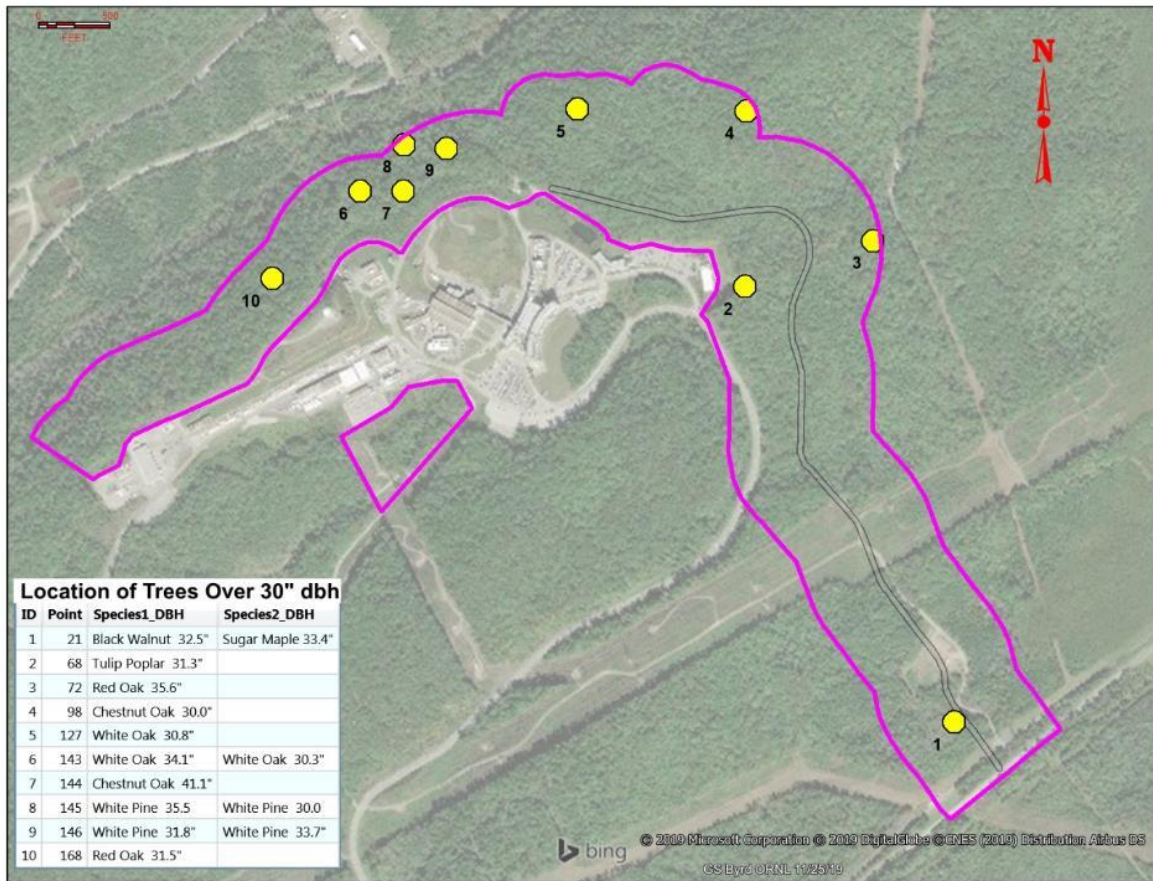 0 500
FEET
N
5
4
8
9
6
7
3
10
2
1
Location of Trees Over 30" dbh
ID Point Species1_DBH Species2_DBH
1 21 Black Walnut 32.5" Sugar Maple 33.4"
2 68 Tulip Poplar 31.3"
3 72 Red Oak 35.6"
4 98 Chestnut Oak 30.0"
5 127 White Oak 30.8"
6 143 White Oak 34.1" White Oak 30.3"
7 144 Chestnut Oak 41.1"
8 145 White Pine 35.5 White Pine 30.0
9 146 White Pine 31.8" White Pine 33.7"
10 168 Red Oak 31.5"
bing
© 2019 Microsoft Corporation © 2019 DigitalGlobe ©CNES (2019) Distribution Airbus DS
GS Byrd ORNL 11/25/19